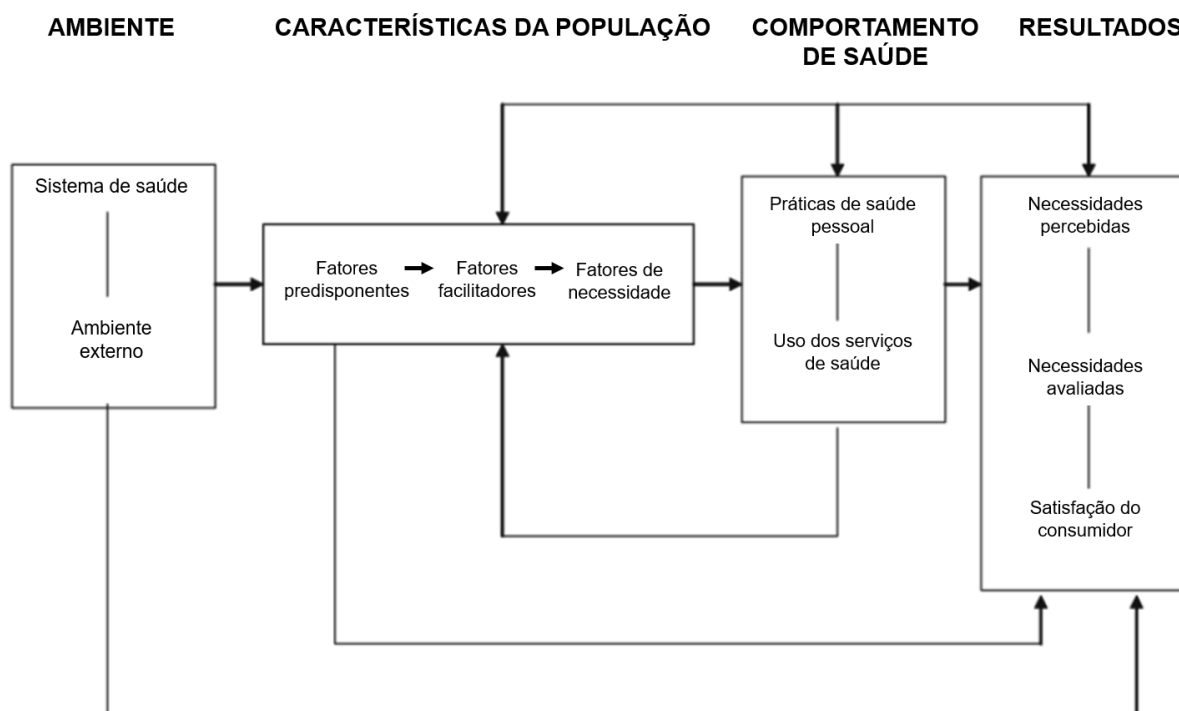 AMBIENTE
CARACTERÍSTICAS DA POPULAÇÃO
COMPORTAMENTO
DE SAÚDE
RESULTADOS
Sistema de saúde
Ambiente
externo
Fatores
predisponentes
Fatores
facilitadores
Fatores de
necessidade
Práticas de saúde
pessoal
Uso dos serviços
de saúde
Necessidades
percebidas
Necessidades
avaliadas
Satisfação do
consumidor